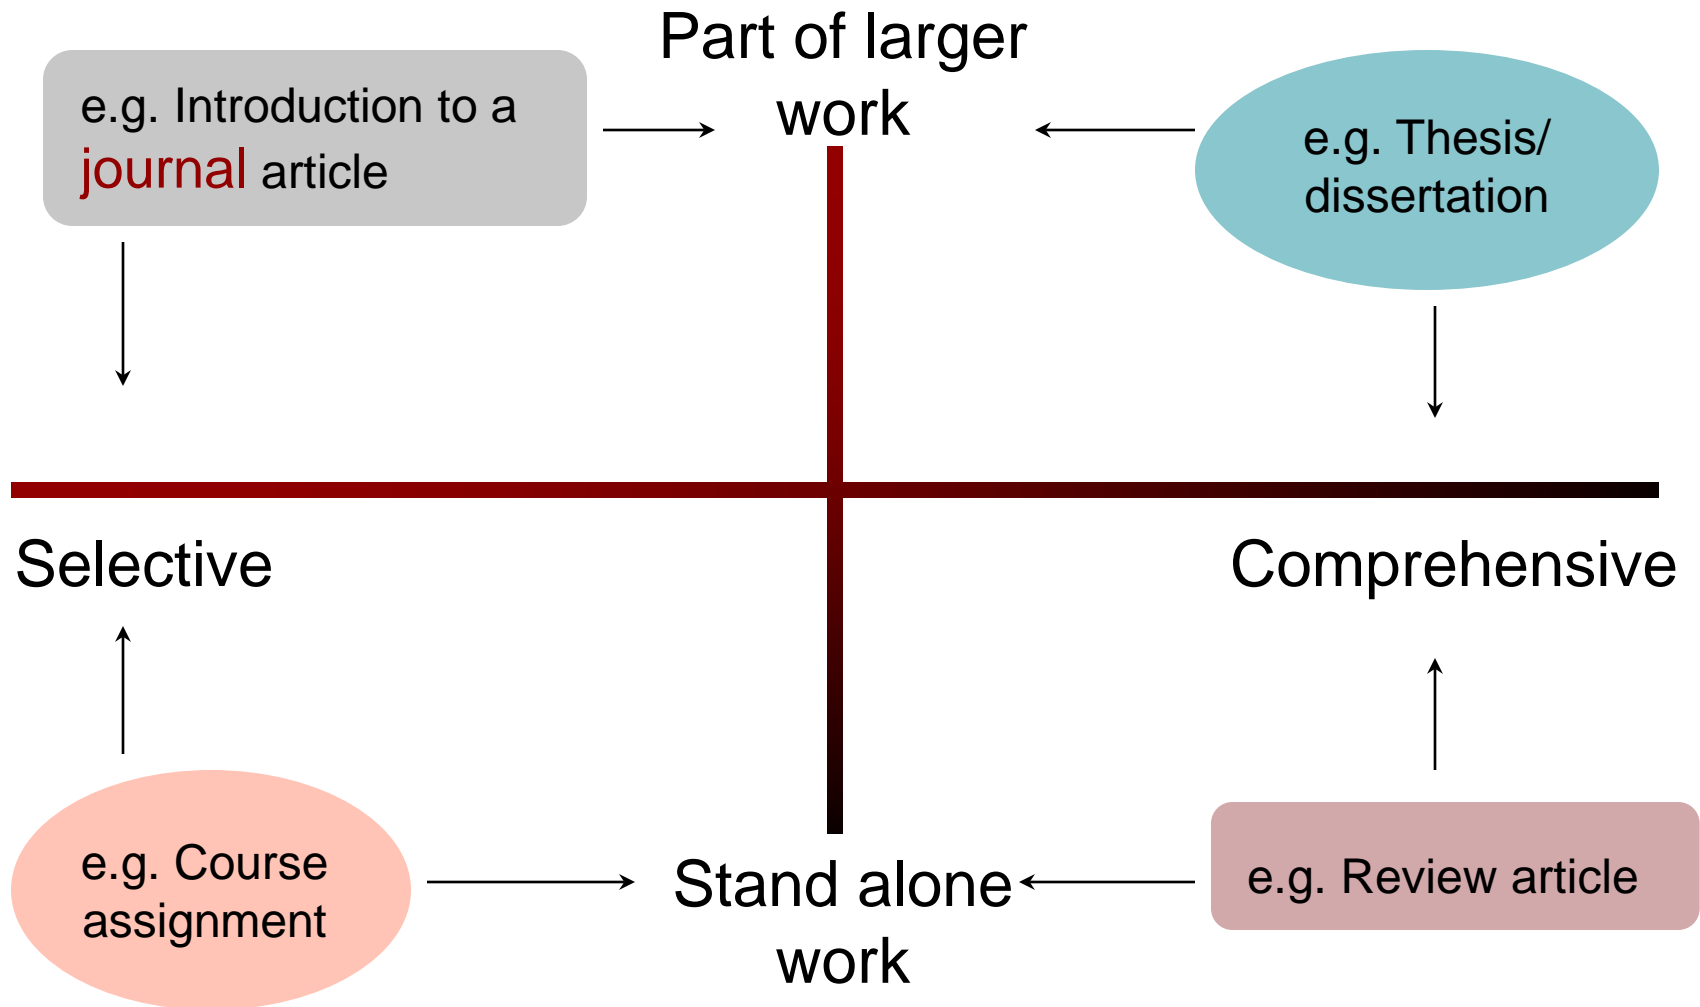 Part of larger
work
e.g. Introduction to a
journal article
e.g. Thesis/
dissertation
Selective
Comprehensive
e.g. Course
assignment
Stand alone
work
e.g. Review article